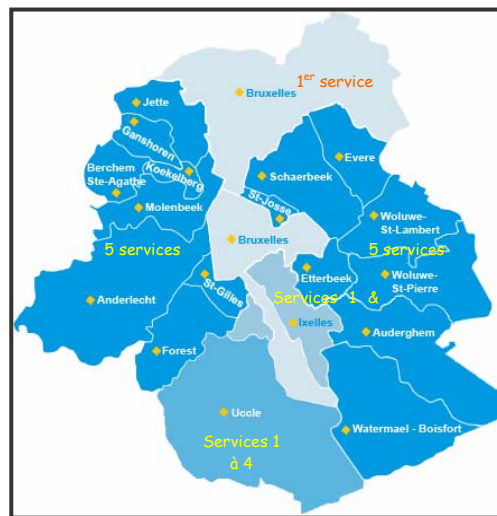 1er service
Bruxelles
Jette
Ganshoren
Evere
Koekelberg
Berchem
Ste-Agathe
Schaerbeek
St-Josse
Molenbeek
Woluwe-
St-Lambert
Bruxelles
5 services
5 services
Etterbeek
Woluwe-
St-Pierre
St-Gilles
Services 1 &
Anderlecht
Ixelles
Auderghem
Forest
Uccle
Watermael - Boisfort
Services 1
à 4